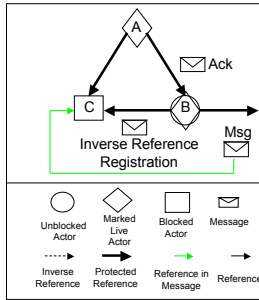 A
Ack
C
B
Msg
Inverse Reference
Registration
Unblocked
Actor
Marked
Live
Actor
Blocked
Actor
Message
Inverse
Reference
Protected
Reference
Reference in
Message
Reference